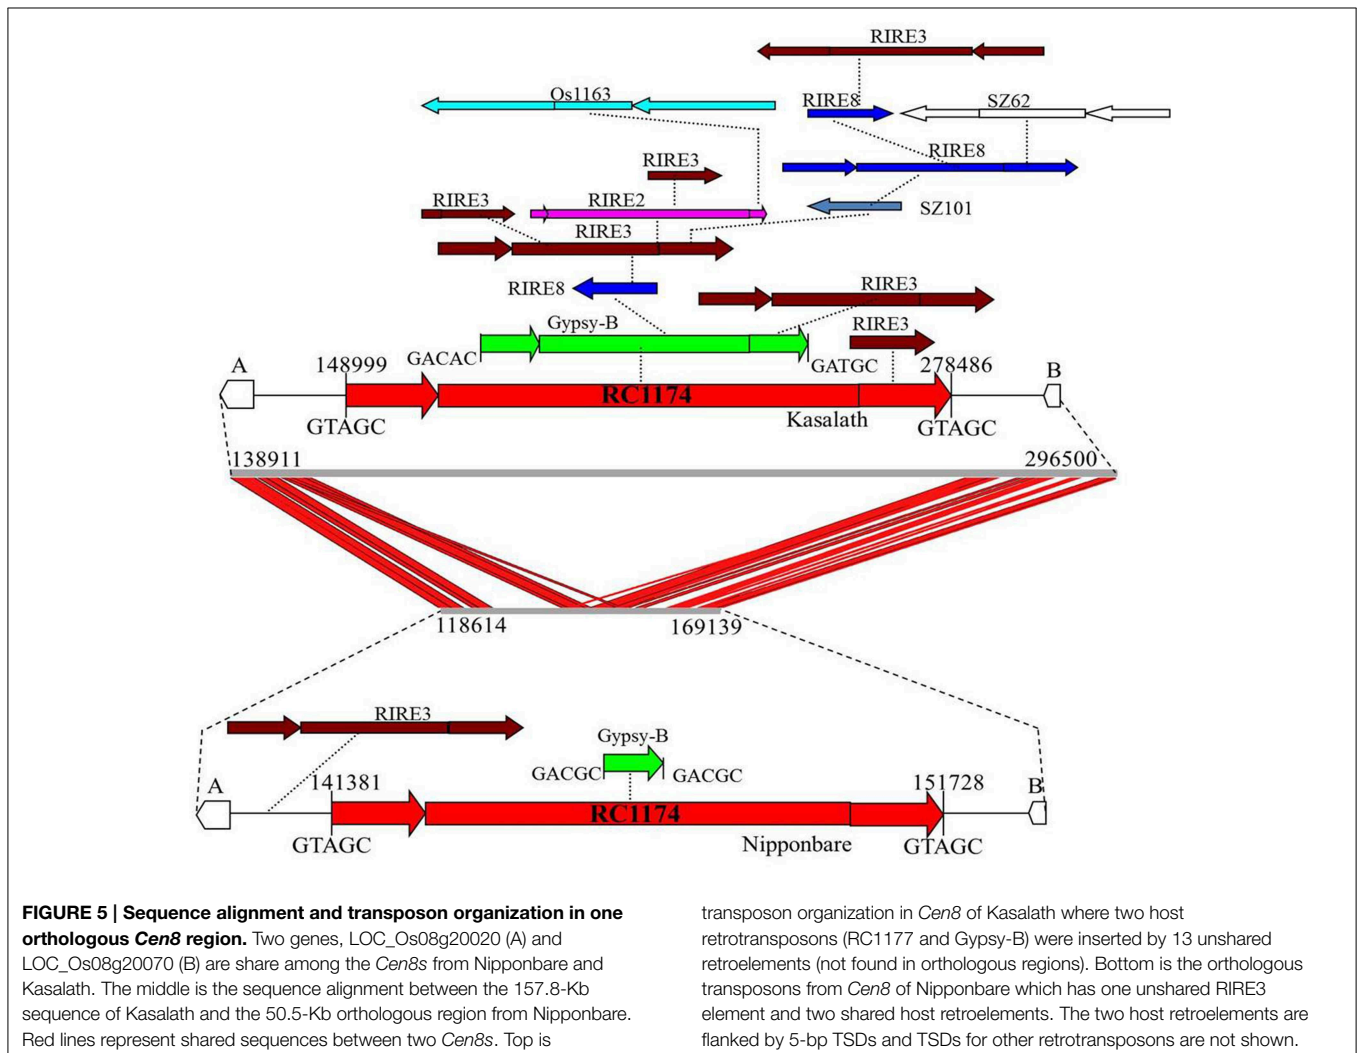 RIRE3
Os1163
RIRE8
SZ62
RIRE3
RIRE8
RIRE3
RIRE2
SZ101
RIRE3
RIRE8
RIRE3
Gypsy-B
RIRE3
GACAC
GATGC
A
148999
278486
B
RC1174
Kasalath
GTAGC
GTAGC
138911
296500
118614
169139
RIRE3
Gypsy-B
GACGC
GACGC
A
141381
151728
B
RC1174
Nipponbare
GTAGC
GTAGC
FIGURE 5 | Sequence alignment and transposon organization in one
orthologous Cen8 region. Two genes, LOC_Os08g20020 (A) and
LOC_Os08g20070 (B) are share among the Cen8s from Nipponbare and
Kasalath. The middle is the sequence alignment between the 157.8-Kb
sequence of Kasalath and the 50.5-Kb orthologous region from Nipponbare.
Red lines represent shared sequences between two Cen8s. Top is
transposon organization in Cen8 of Kasalath where two host
retrotransposons (RC1177 and Gypsy-B) were inserted by 13 unshared
retroelements (not found in orthologous regions). Bottom is the orthologous
transposons from Cen8 of Nipponbare which has one unshared RIRE3
element and two shared host retroelements. The two host retroelements are
flanked by 5-bp TSDs and TSDs for other retrotransposons are not shown.